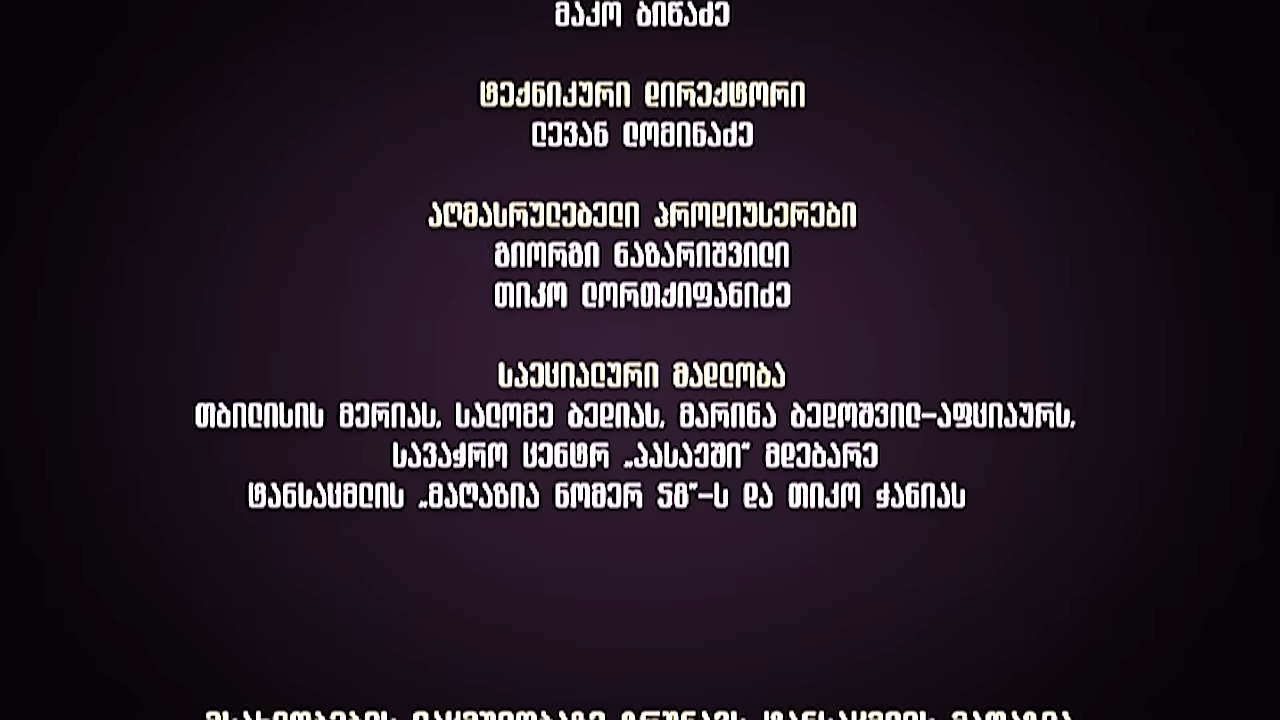 მაკო ბიწაძე
ტექნიკური დირექტორი
ლევან ლომინაძე
აღმასრულებელი პროდიუსერები
გიორგი ნაზარიშვილი
თიკო ლორთქიფანიძე
სპეციალური მადლობა
თბილისის მერიას, სალომე ბედიას, მარინა ბედოშვილ-აფციაურს,
სავაჭრო ცენტრ „პასაეში“ მდებარე
ტანსაცმლის „მაღაზია ნომერ 58“-ს და თიკო ჭანიას